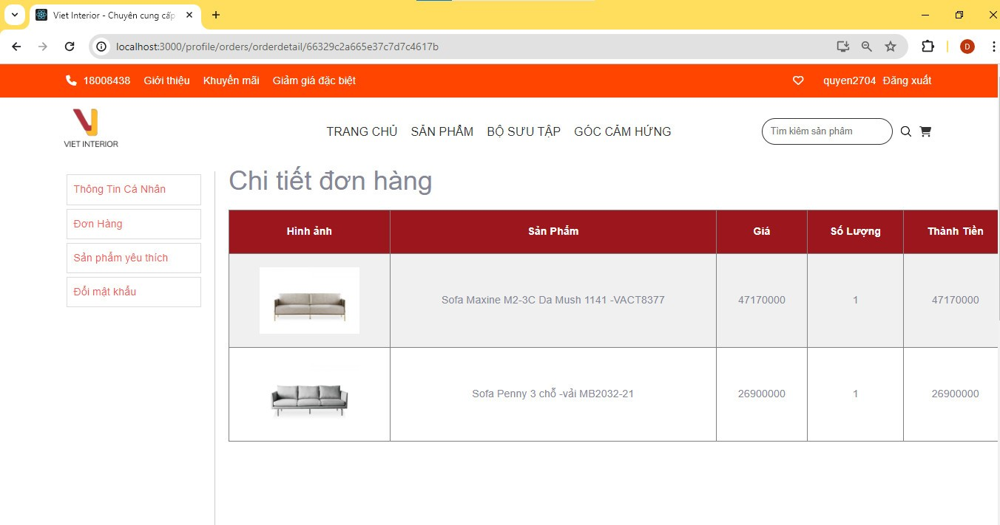 Viet Interior - Chuyên cung cấp
localhost:3000/profile/orders/orderdetail/66329c2a665e37c7d7c4617b
D
18008438 Giới thiệu Khuyến mãi Giảm giá đặc biệt quyen2704 Đăng xuất
VIET INTERIOR
TRANG CHỦ SẢN PHẨM BỘ SƯU TẬP GÓC CẢM HỨNG
Tìm kiếm sản phẩm
Thông Tin Cá Nhân
Đơn Hàng
Sản phẩm yêu thích
Đổi mật khẩu
Chi tiết đơn hàng
Hình ảnh Sản Phẩm Giá Số Lượng Thành Tiền
Sofa Maxine M2-3C Da Mush 1141 -VACT8377 47170000 1 47170000
Sofa Penny 3 chỗ -vải MB2032-21 26900000 1 26900000